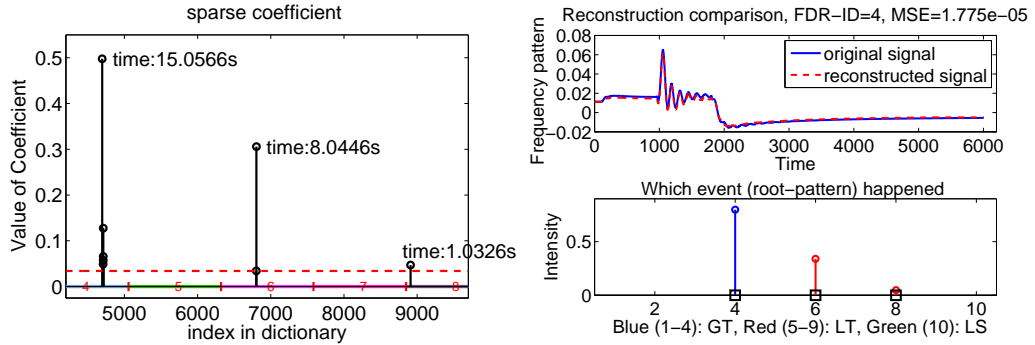 sparse coefficient
Value of Coefficient
0.5
0.4
0.3
0.2
0.1
0
time:15.0566s
time:8.0446s
time:1.0326s
4 5 6 7 8
5000 6000 7000 8000 9000
index in dictionary
Reconstruction comparison, FDR−ID=4, MSE=1.775e−05
Frequency pattern
0.08
0.06
0.04
0.02
0
−0.02
original signal
reconstructed signal
0 1000 2000 3000 4000 5000 6000
Time
Which event (root−pattern) happened
Intensity
0.5
0
2 4 6 8 10
Blue (1−4): GT, Red (5−9): LT, Green (10): LS